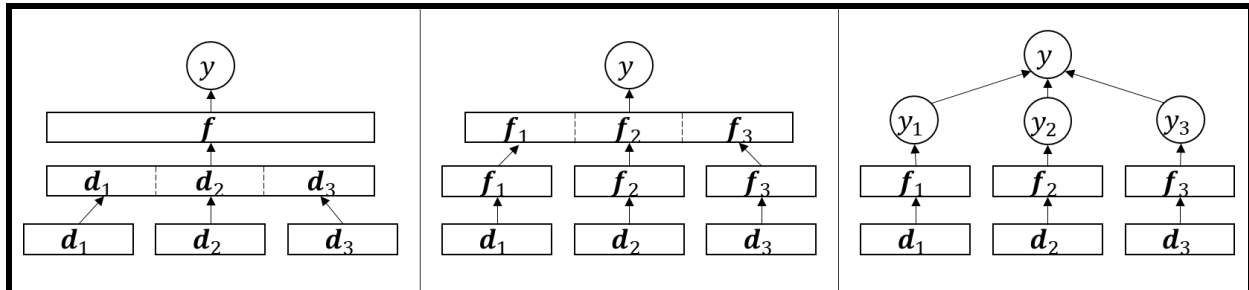 y
f
d₁ d₂ d₃
d₁ d₂ d₃
y
f₁ f₂ f₃
f₁ f₂ f₃
d₁ d₂ d₃
y
y₁ y₂ y₃
f₁ f₂ f₃
d₁ d₂ d₃